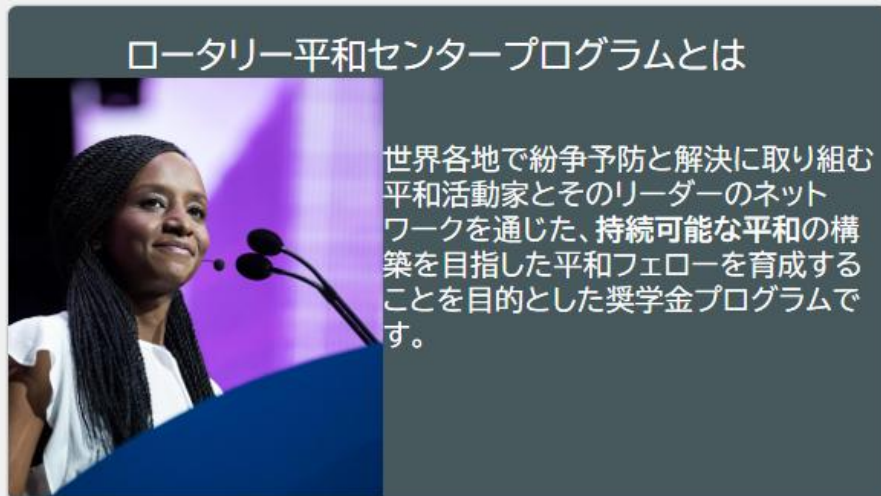 ロータリー平和センタープログラムとは
世界各地で紛争予防と解決に取り組む
平和活動家とそのリーダーのネット
ワークを通じた、持続可能な平和の構
築を目指した平和フェローを育成する
ことを目的とした奨学金プログラムで
す。